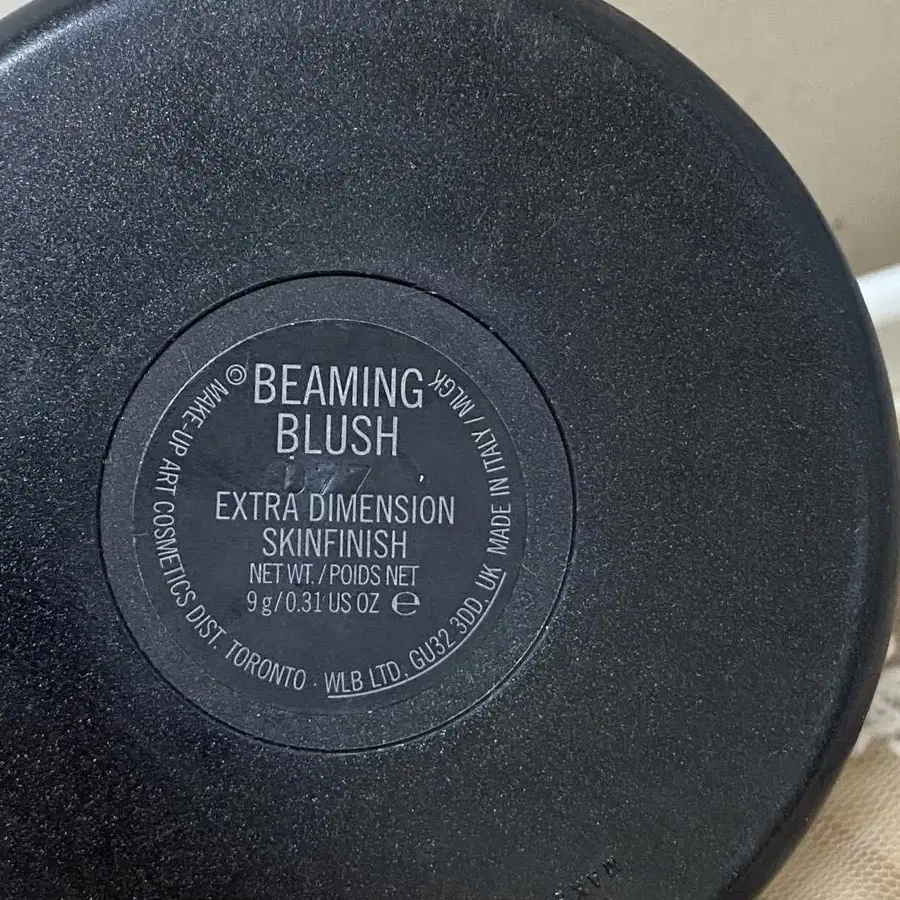 BEAMING
BLUSH
EXTRA DIMENSION
SKINFINISH
NET WT. / POIDS NET
9 g / 0.31 US OZ ℮
© MAKE-UP ART COSMETICS DIST. TORONTO · WLB LTD. GU32 3DD. UK MADE IN ITALY / MLGK